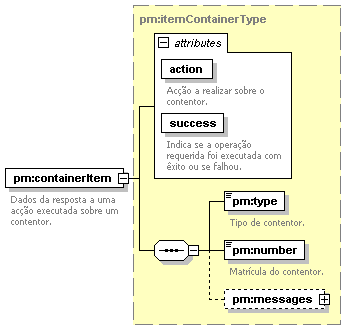 pm:itemContainerType
attributes
action
Acção a realizar sobre o
contentor.
success
Indica se a operação
requerida foi executada com
êxito ou se falhou.
pm:containerItem
Dados da resposta a uma
acção executada sobre um
contentor.
pm:type
Tipo de contentor.
pm:number
Matrícula do contentor.
pm:messages